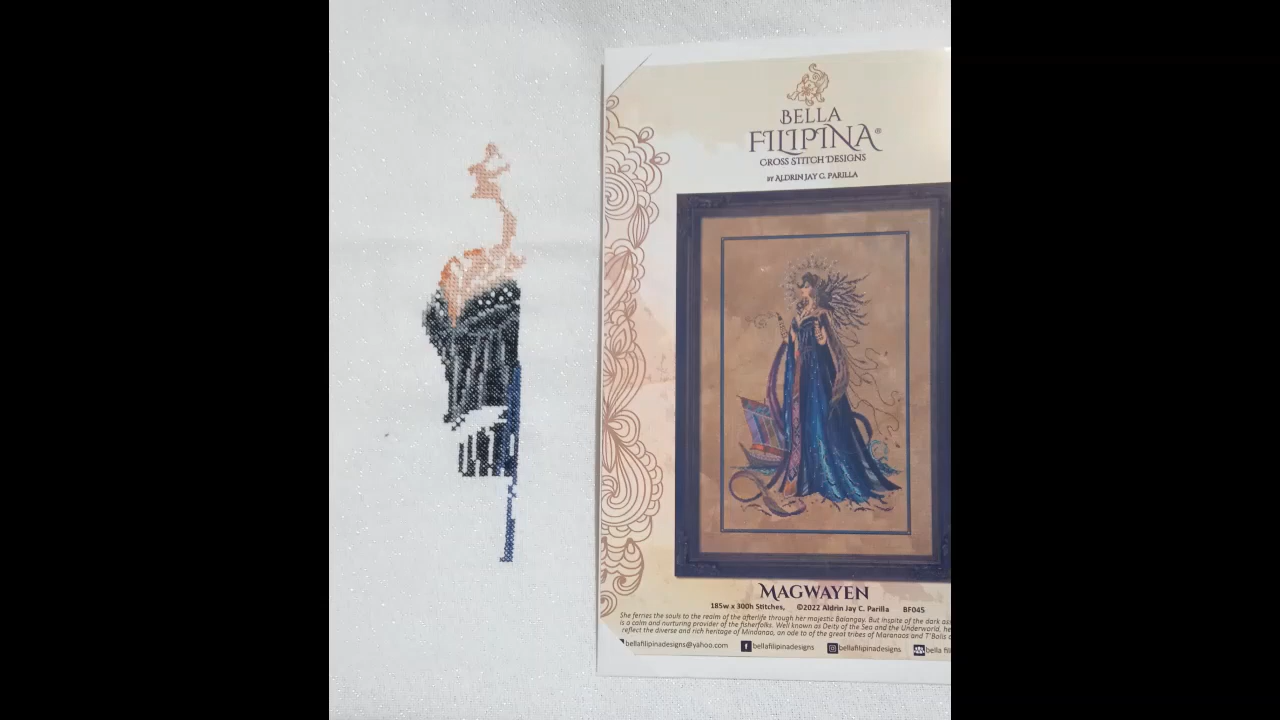 BELLA
FILIPINA®
CROSS STITCH DESIGNS
BY ALDRIN JAY C. PARILLA
MAGWAYEN
185w x 300h Stitches, ©2022 Aldrin Jay C. Parilla BF045
She ferries the souls to the realm of the afterlife through her majestic Balangay. But inspite of the dark
is a calm and nurturing provider of the fisherfolks. Well known as Deity of the Sea and the Underworld,
reflect the diverse and rich heritage of Mindanao, an ode to of the great tribes of Maranaos and T'Bolis
bellafilipinadesigns@yahoo.com bellafilipinadesigns bellafilipinadesigns bella